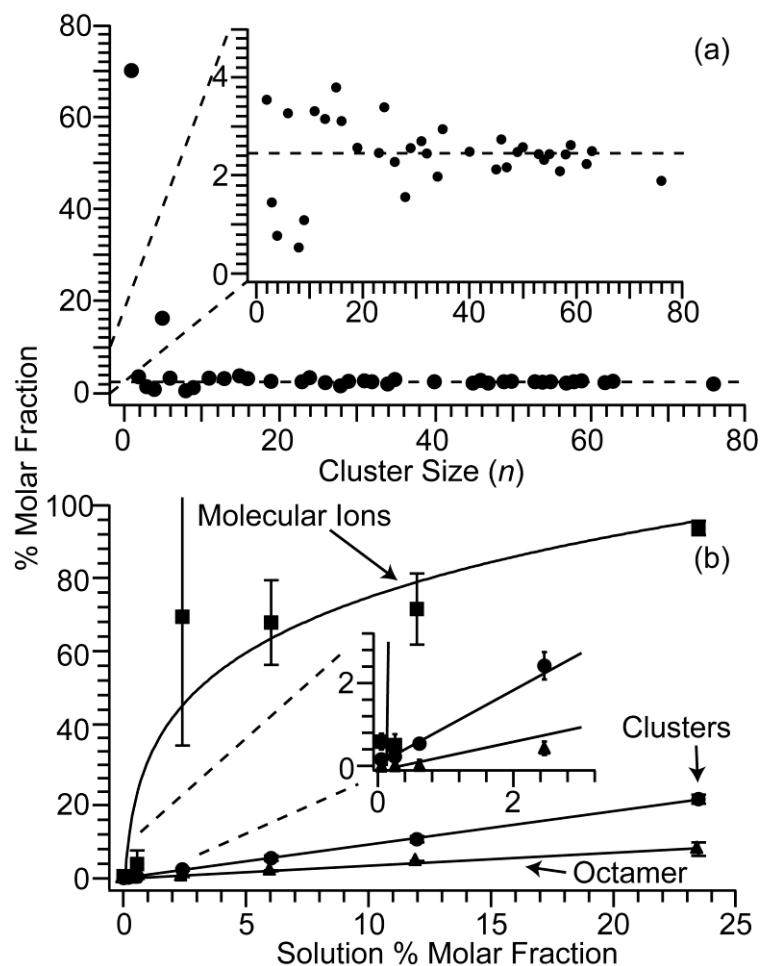 80
(a)
4
60
2
40
0
0 20 40 60 80
20
0
0 20 40 60 80
Cluster Size (n)
% Molar Fraction
100
Molecular Ions
(b)
80
60
2
Clusters
40
0
0 2
20
Octamer
0
0 5 10 15 20 25
Solution % Molar Fraction